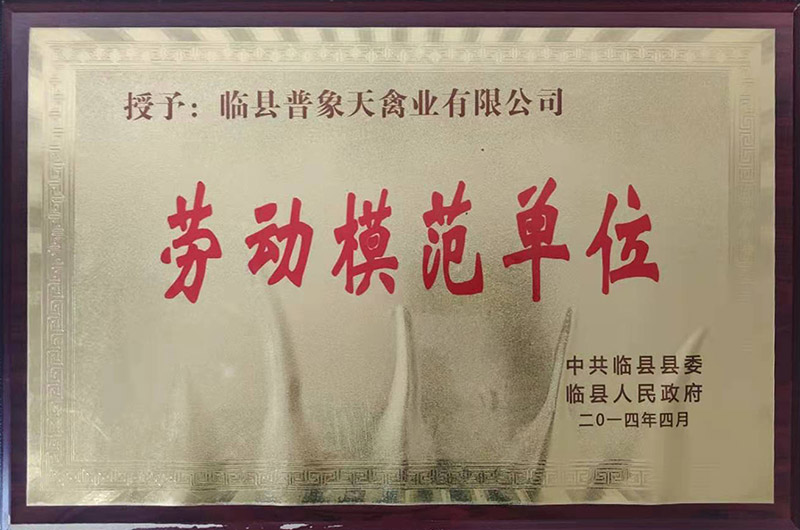 授予：临县普象天禽业有限公司
劳动模范单位
中共临县县委
临县人民政府
二0一四年四月